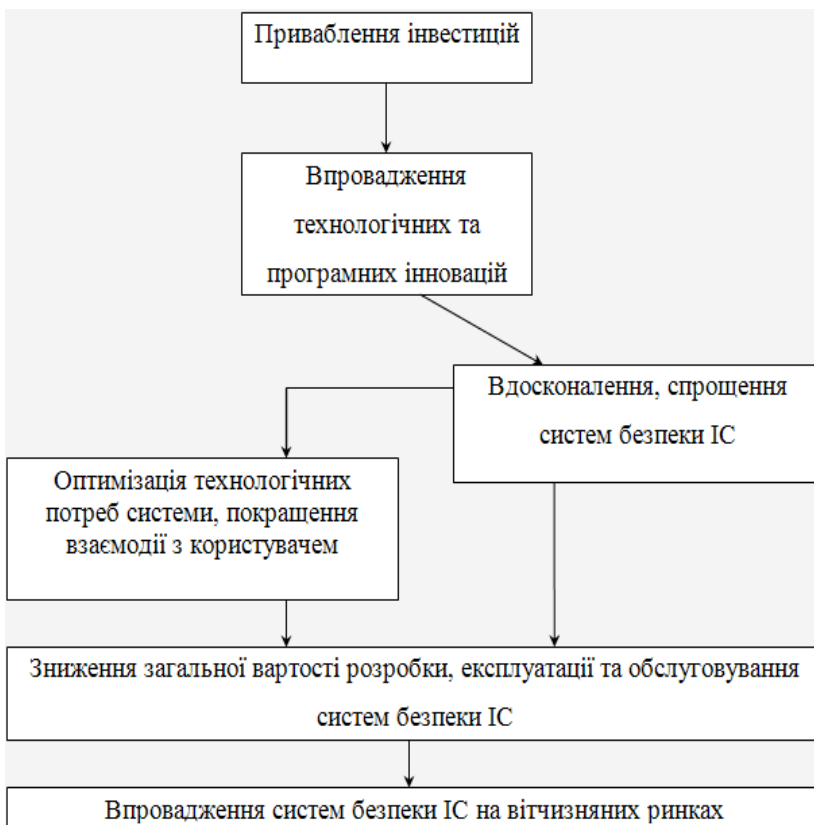 Приваблення інвестицій
Впровадження
технологічних та
програмних інновацій
Вдосконалення, спрощення
систем безпеки ІС
Оптимізація технологічних
потреб системи, покращення
взаємодії з користувачем
Зниження загальної вартості розробки, експлуатації та обслуговування
систем безпеки ІС
Впровадження систем безпеки ІС на вітчизняних ринках